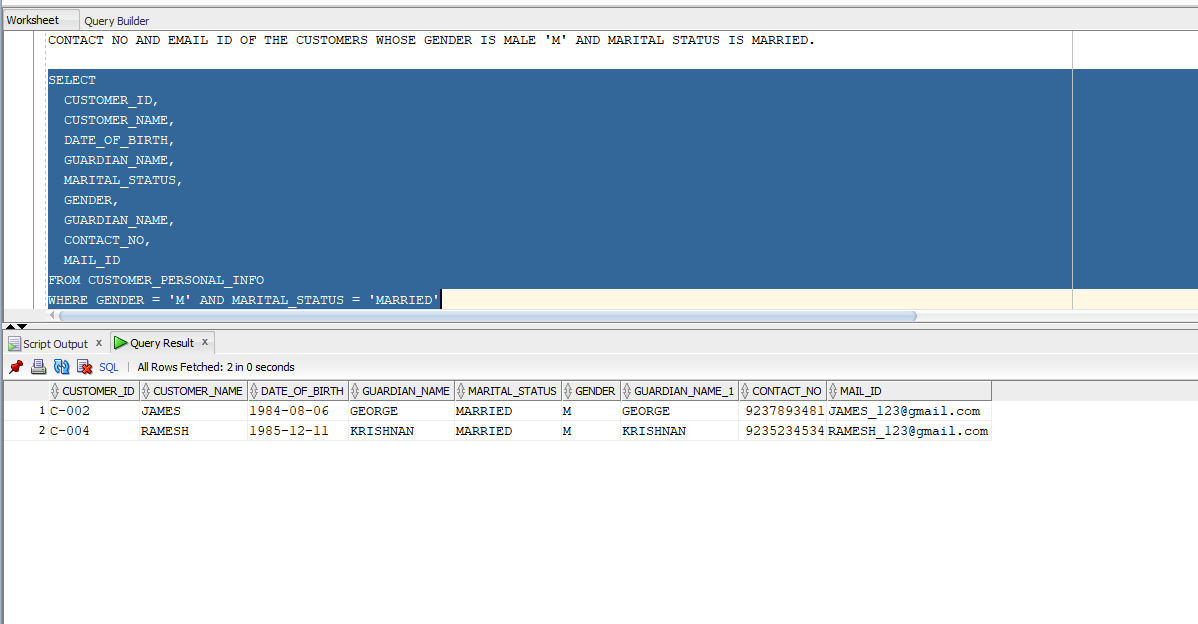 Worksheet Query Builder
CONTACT NO AND EMAIL ID OF THE CUSTOMERS WHOSE GENDER IS MALE 'M' AND MARITAL STATUS IS MARRIED.
SELECT
CUSTOMER_ID,
CUSTOMER_NAME,
DATE_OF_BIRTH,
GUARDIAN_NAME,
MARITAL_STATUS,
GENDER,
GUARDIAN_NAME,
CONTACT_NO,
MAIL_ID
FROM CUSTOMER_PERSONAL_INFO
WHERE GENDER = 'M' AND MARITAL_STATUS = 'MARRIED'
Script Output x Query Result x
SQL | All Rows Fetched: 2 in 0 seconds
CUSTOMER_ID CUSTOMER_NAME DATE_OF_BIRTH GUARDIAN_NAME MARITAL_STATUS GENDER GUARDIAN_NAME_1 CONTACT_NO MAIL_ID
1 C-002 JAMES 1984-08-06 GEORGE MARRIED M GEORGE 9237893481 JAMES_123@gmail.com
2 C-004 RAMESH 1985-12-11 KRISHNAN MARRIED M KRISHNAN 9235234534 RAMESH_123@gmail.com